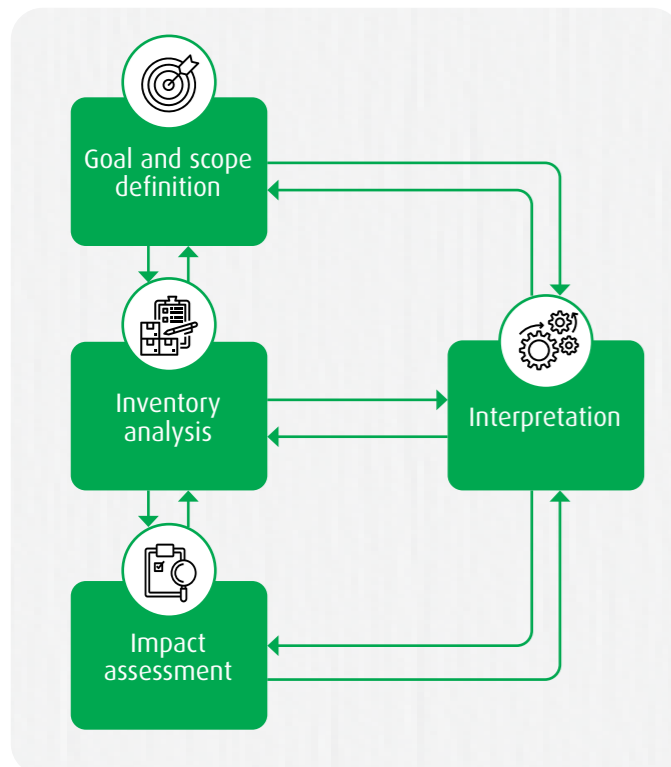 Goal and scope
definition
Inventory
analysis
Interpretation
Impact
assessment